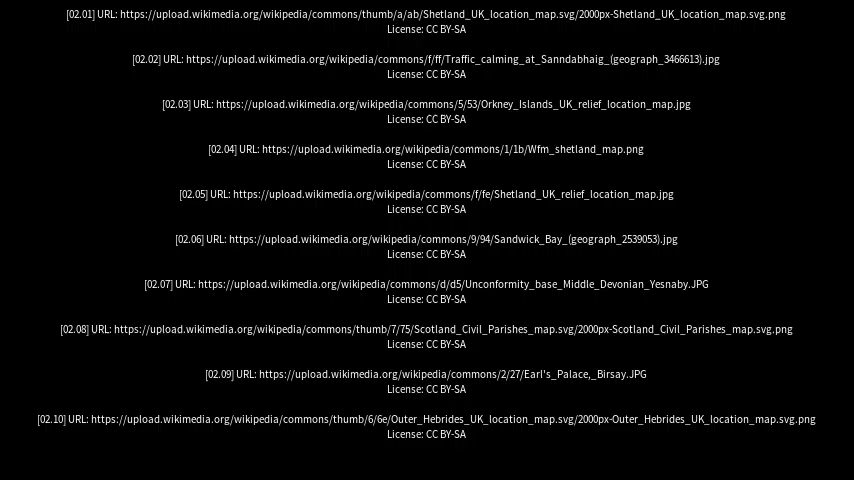 [02.01] URL: https://upload.wikimedia.org/wikipedia/commons/thumb/a/ab/Shetland_UK_location_map.svg/2000px-Shetland_UK_location_map.svg.png
License: CC BY-SA
[02.02] URL: https://upload.wikimedia.org/wikipedia/commons/f/ff/Traffic_calming_at_Sanndabhaig_(geograph_3466613).jpg
License: CC BY-SA
[02.03] URL: https://upload.wikimedia.org/wikipedia/commons/5/53/Orkney_Islands_UK_relief_location_map.jpg
License: CC BY-SA
[02.04] URL: https://upload.wikimedia.org/wikipedia/commons/1/1b/Wfm_shetland_map.png
License: CC BY-SA
[02.05] URL: https://upload.wikimedia.org/wikipedia/commons/f/fe/Shetland_UK_relief_location_map.jpg
License: CC BY-SA
[02.06] URL: https://upload.wikimedia.org/wikipedia/commons/9/94/Sandwick_Bay_(geograph_2539053).jpg
License: CC BY-SA
[02.07] URL: https://upload.wikimedia.org/wikipedia/commons/d/d5/Unconformity_base_Middle_Devonian_Yesnaby.JPG
License: CC BY-SA
[02.08] URL: https://upload.wikimedia.org/wikipedia/commons/thumb/7/75/Scotland_Civil_Parishes_map.svg/2000px-Scotland_Civil_Parishes_map.svg.png
License: CC BY-SA
[02.09] URL: https://upload.wikimedia.org/wikipedia/commons/2/27/Earl's_Palace,_Birsay.JPG
License: CC BY-SA
[02.10] URL: https://upload.wikimedia.org/wikipedia/commons/thumb/6/6e/Outer_Hebrides_UK_location_map.svg/2000px-Outer_Hebrides_UK_location_map.svg.png
License: CC BY-SA